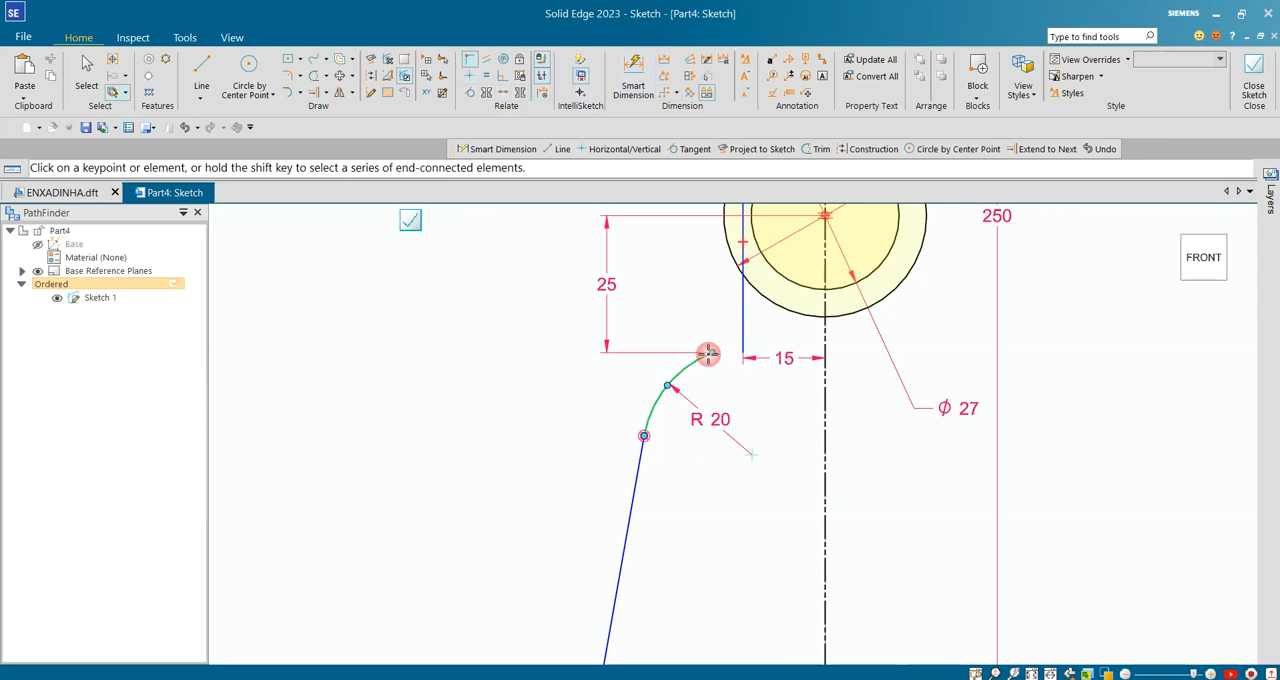 SE
Solid Edge 2023 - Sketch - [Part4: Sketch]
SIEMENS
File
Home
Inspect
Tools
View
Type to find tools
Paste
Clipboard
Select
Select
Features
Line
Circle by
Center Point
Draw
Relate
IntelliSketch
Smart
Dimension
Dimension
Annotation
Update All
Convert All
Property Text
Arrange
Block
Blocks
View
Styles
View Overrides
Sharpen
Styles
Style
Close
Sketch
Close
Smart Dimension
Line
Horizontal/Vertical
Tangent
Project to Sketch
Trim
Construction
Circle by Center Point
Extend to Next
Undo
Click on a keypoint or element, or hold the shift key to select a series of end-connected elements.
ENXADINHA.dft
Part4: Sketch
PathFinder
Part4
Base
Material (None)
Base Reference Planes
Ordered
Sketch 1
Layers
FRONT
250
25
15
R 20
Φ 27